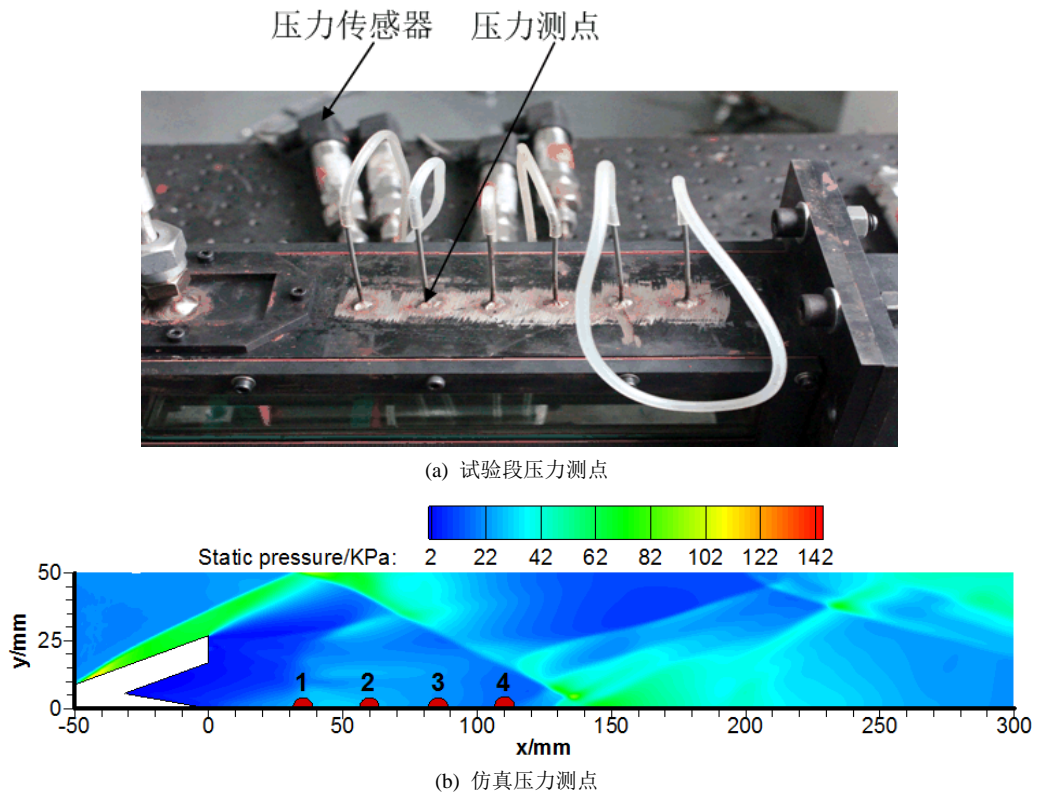 压力传感器 压力测点
(a) 试验段压力测点
Static pressure/KPa: 2 22 42 62 82 102 122 142
y/mm
50
25
0
1 2 3 4
-50 0 50 100 150 200 250 300
x/mm
(b) 仿真压力测点